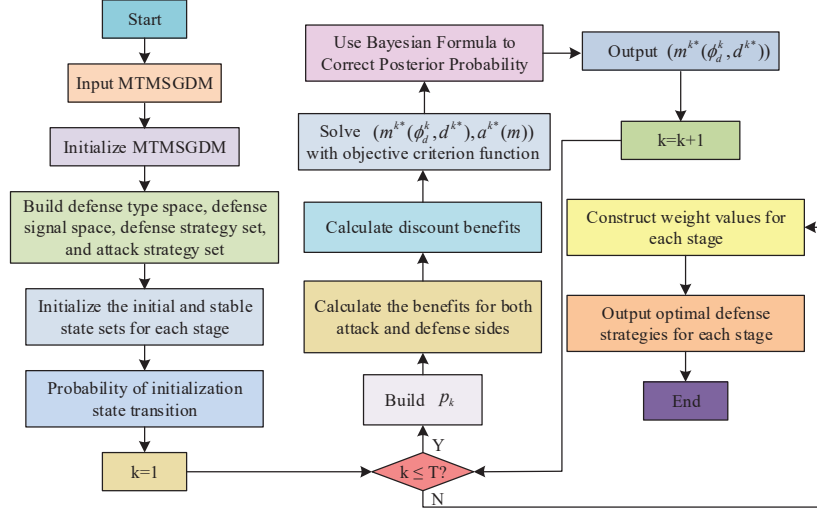 Start
Input MTMSGDM
Initialize MTMSGDM
Build defense type space, defense
signal space, defense strategy set,
and attack strategy set
Initialize the initial and stable
state sets for each stage
Probability of initialization
state transition
k=1
k ≤ T?
Y
N
Build p_k
Calculate the benefits for both
attack and defense sides
Calculate discount benefits
Solve (m^{k*}(ϕ_d^k, d^{k*}), a^{k*}(m))
with objective criterion function
Use Bayesian Formula to
Correct Posterior Probability
Output (m^{k*}(ϕ_d^k, d^{k*}))
k=k+1
Construct weight values for
each stage
Output optimal defense
strategies for each stage
End